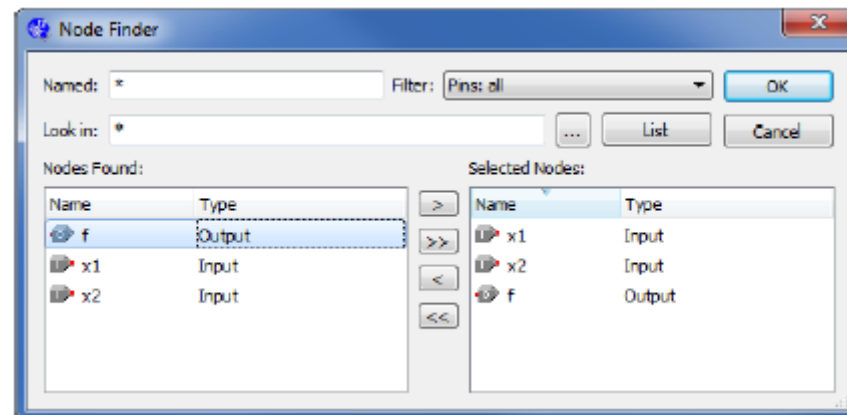 Node Finder
Named: * Filter: Pins: all OK
Look in: * ... List Cancel
Nodes Found: Selected Nodes:
Name Type > Name Type
f Output >> x1 Input
x1 Input < x2 Input
x2 Input << f Output